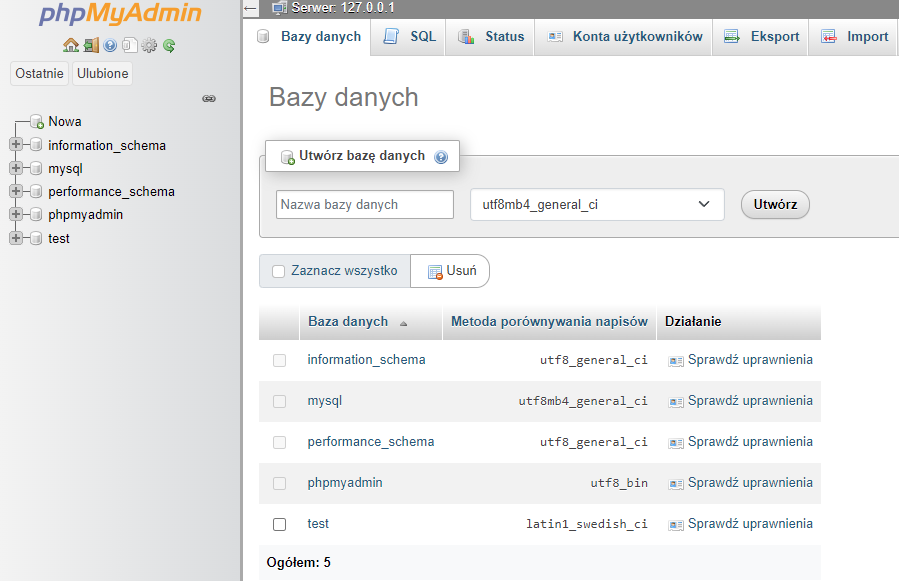 phpMyAdmin
Ostatnie Ulubione
Nowa
information_schema
mysql
performance_schema
phpmyadmin
test
← Serwer: 127.0.0.1
Bazy danych SQL Status Konta użytkowników Eksport Import
Bazy danych
Utwórz bazę danych
Nazwa bazy danych utf8mb4_general_ci Utwórz
Zaznacz wszystko Usuń
Baza danych Metoda porównywania napisów Działanie
information_schema utf8_general_ci Sprawdź uprawnienia
mysql utf8mb4_general_ci Sprawdź uprawnienia
performance_schema utf8_general_ci Sprawdź uprawnienia
phpmyadmin utf8_bin Sprawdź uprawnienia
test latin1_swedish_ci Sprawdź uprawnienia
Ogółem: 5